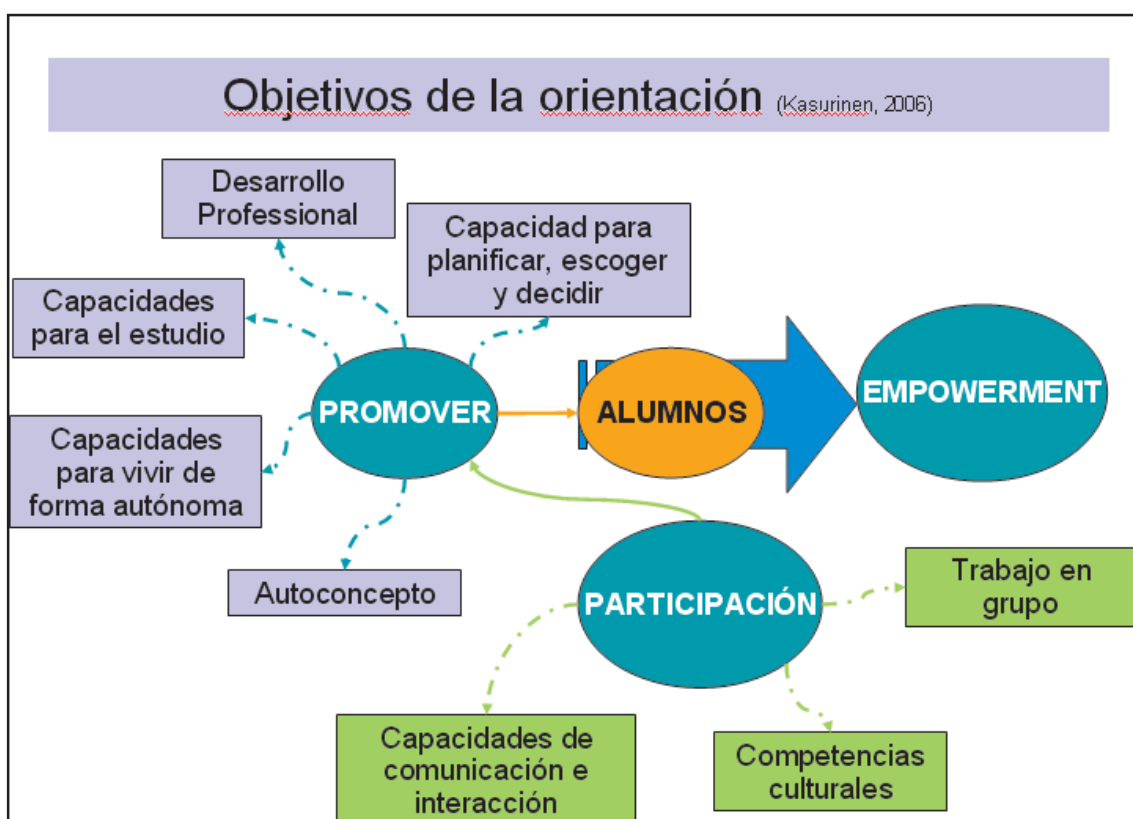 Objetivos de la orientación (Kasurinen, 2006)
Desarrollo
Professional
Capacidad para
planificar, escoger
y decidir
Capacidades
para el estudio
PROMOVER
ALUMNOS
EMPOWERMENT
Capacidades
para vivir de
forma autónoma
Autoconcepto
PARTICIPACIÓN
Trabajo en
grupo
Capacidades de
comunicación e
interacción
Competencias
culturales